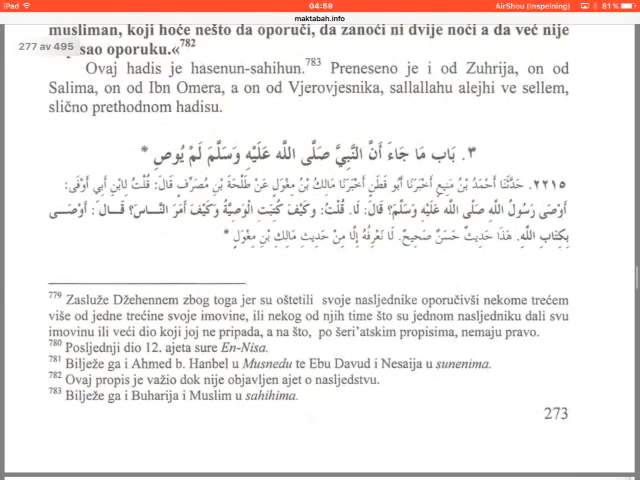 iPad 04:59 AirShou (Inspelning) 81 %
maktabah.info
musliman, koji hoće nešto da oporuči, da zanoći ni dvije noći a da već nije
277 av 495 sao oporuku.«782
Ovaj hadis je hasenun-sahihun.783 Preneseno je i od Zuhrija, on od
Salima, on od Ibn Omera, a on od Vjerovjesnika, sallallahu alejhi ve sellem,
slično prethodnom hadisu.
٣. بَاب مَا جَاءَ أَنَّ النَّبِيَّ صَلَّى اللَّه عَلَيْهِ وَسَلَّمَ لَمْ يُوصِ *
٢٢١٥. حَدَّثَنَا أَحْمَدُ بْنُ مَنِيعٍ أَخْبَرَنَا أَبُو قَطَنٍ أَخْبَرَنَا مَالِكُ بْنُ مِغْوَلٍ عَنْ طَلْحَةَ بْنِ مُصَرِّفٍ قَالَ: قُلْتُ لِابْنِ أَبِي أَوْفَى:
أَوْصَى رَسُولُ اللَّهِ صَلَّى اللَّه عَلَيْهِ وَسَلَّمَ؟ قَالَ: لَا. قُلْتُ: وَكَيْفَ كُتِبَتِ الْوَصِيَّةُ وَكَيْفَ أَمَرَ النَّاسَ؟ قَالَ: أَوْصَى
بِكِتَابِ اللَّهِ. هَذَا حَدِيثٌ حَسَنٌ صَحِيحٌ. لَا نَعْرِفُهُ إِلَّا مِنْ حَدِيثِ مَالِكِ بْنِ مِغْوَلٍ *
779 Zasluže Džehennem zbog toga jer su oštetili svoje nasljednike oporučivši nekome trećem
više od jedne trećine svoje imovine, ili nekog od njih time što su jednom nasljedniku dali svu
imovinu ili veći dio koji joj ne pripada, a na što, po šeri'atskim propisima, nemaju pravo.
780 Posljednji dio 12. ajeta sure En-Nisa.
781 Bilježe ga i Ahmed b. Hanbel u Musnedu te Ebu Davud i Nesaija u sunenima.
782 Ovaj propis je važio dok nije objavljen ajet o nasljedstvu.
783 Bilježe ga i Buharija i Muslim u sahihima.
273